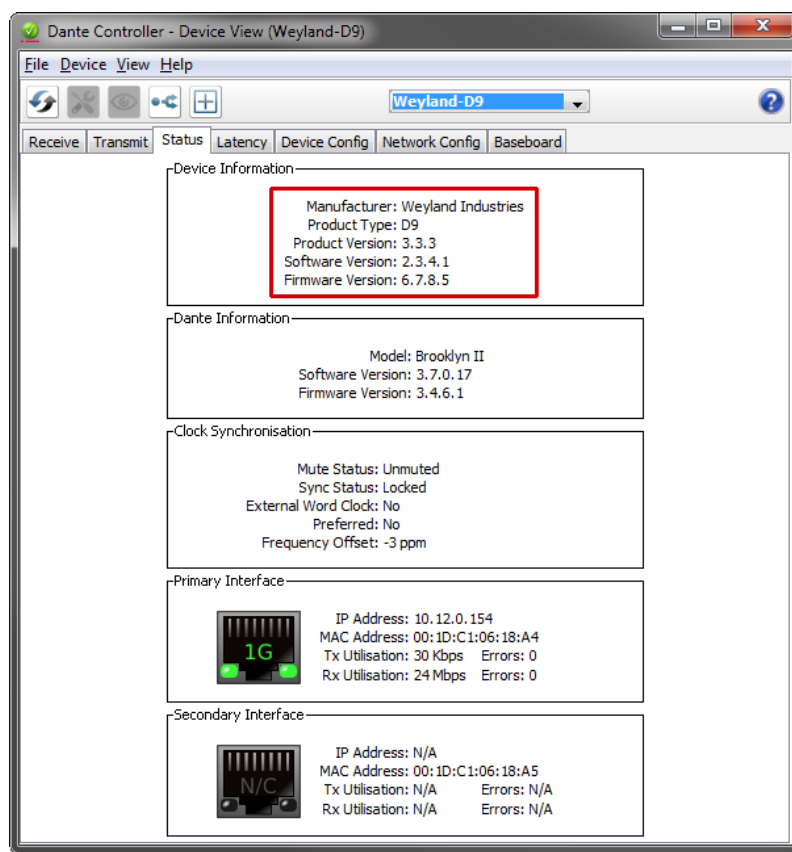 Dante Controller - Device View (Weyland-D9)
File Device View Help
Weyland-D9
Receive Transmit Status Latency Device Config Network Config Baseboard
Device Information
Manufacturer: Weyland Industries
Product Type: D9
Product Version: 3.3.3
Software Version: 2.3.4.1
Firmware Version: 6.7.8.5
Dante Information
Model: Brooklyn II
Software Version: 3.7.0.17
Firmware Version: 3.4.6.1
Clock Synchronisation
Mute Status: Unmuted
Sync Status: Locked
External Word Clock: No
Preferred: No
Frequency Offset: -3 ppm
Primary Interface
1G
IP Address: 10.12.0.154
MAC Address: 00:1D:C1:06:18:A4
Tx Utilisation: 30 Kbps Errors: 0
Rx Utilisation: 24 Mbps Errors: 0
Secondary Interface
N/C
IP Address: N/A
MAC Address: 00:1D:C1:06:18:A5
Tx Utilisation: N/A Errors: N/A
Rx Utilisation: N/A Errors: N/A